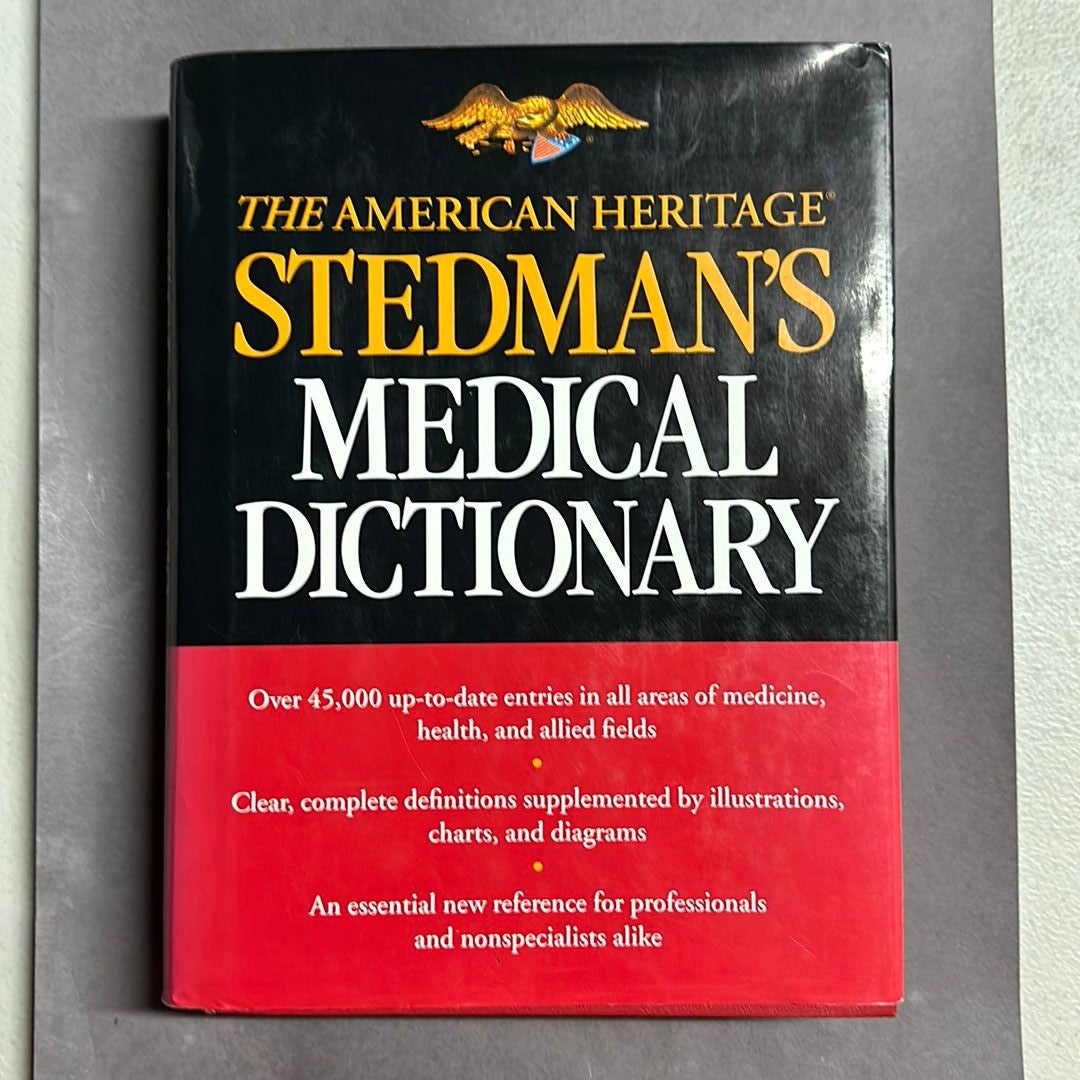 THE AMERICAN HERITAGE®
STEDMAN'S
MEDICAL
DICTIONARY
Over 45,000 up-to-date entries in all areas of medicine,
health, and allied fields
•
Clear, complete definitions supplemented by illustrations,
charts, and diagrams
•
An essential new reference for professionals
and nonspecialists alike